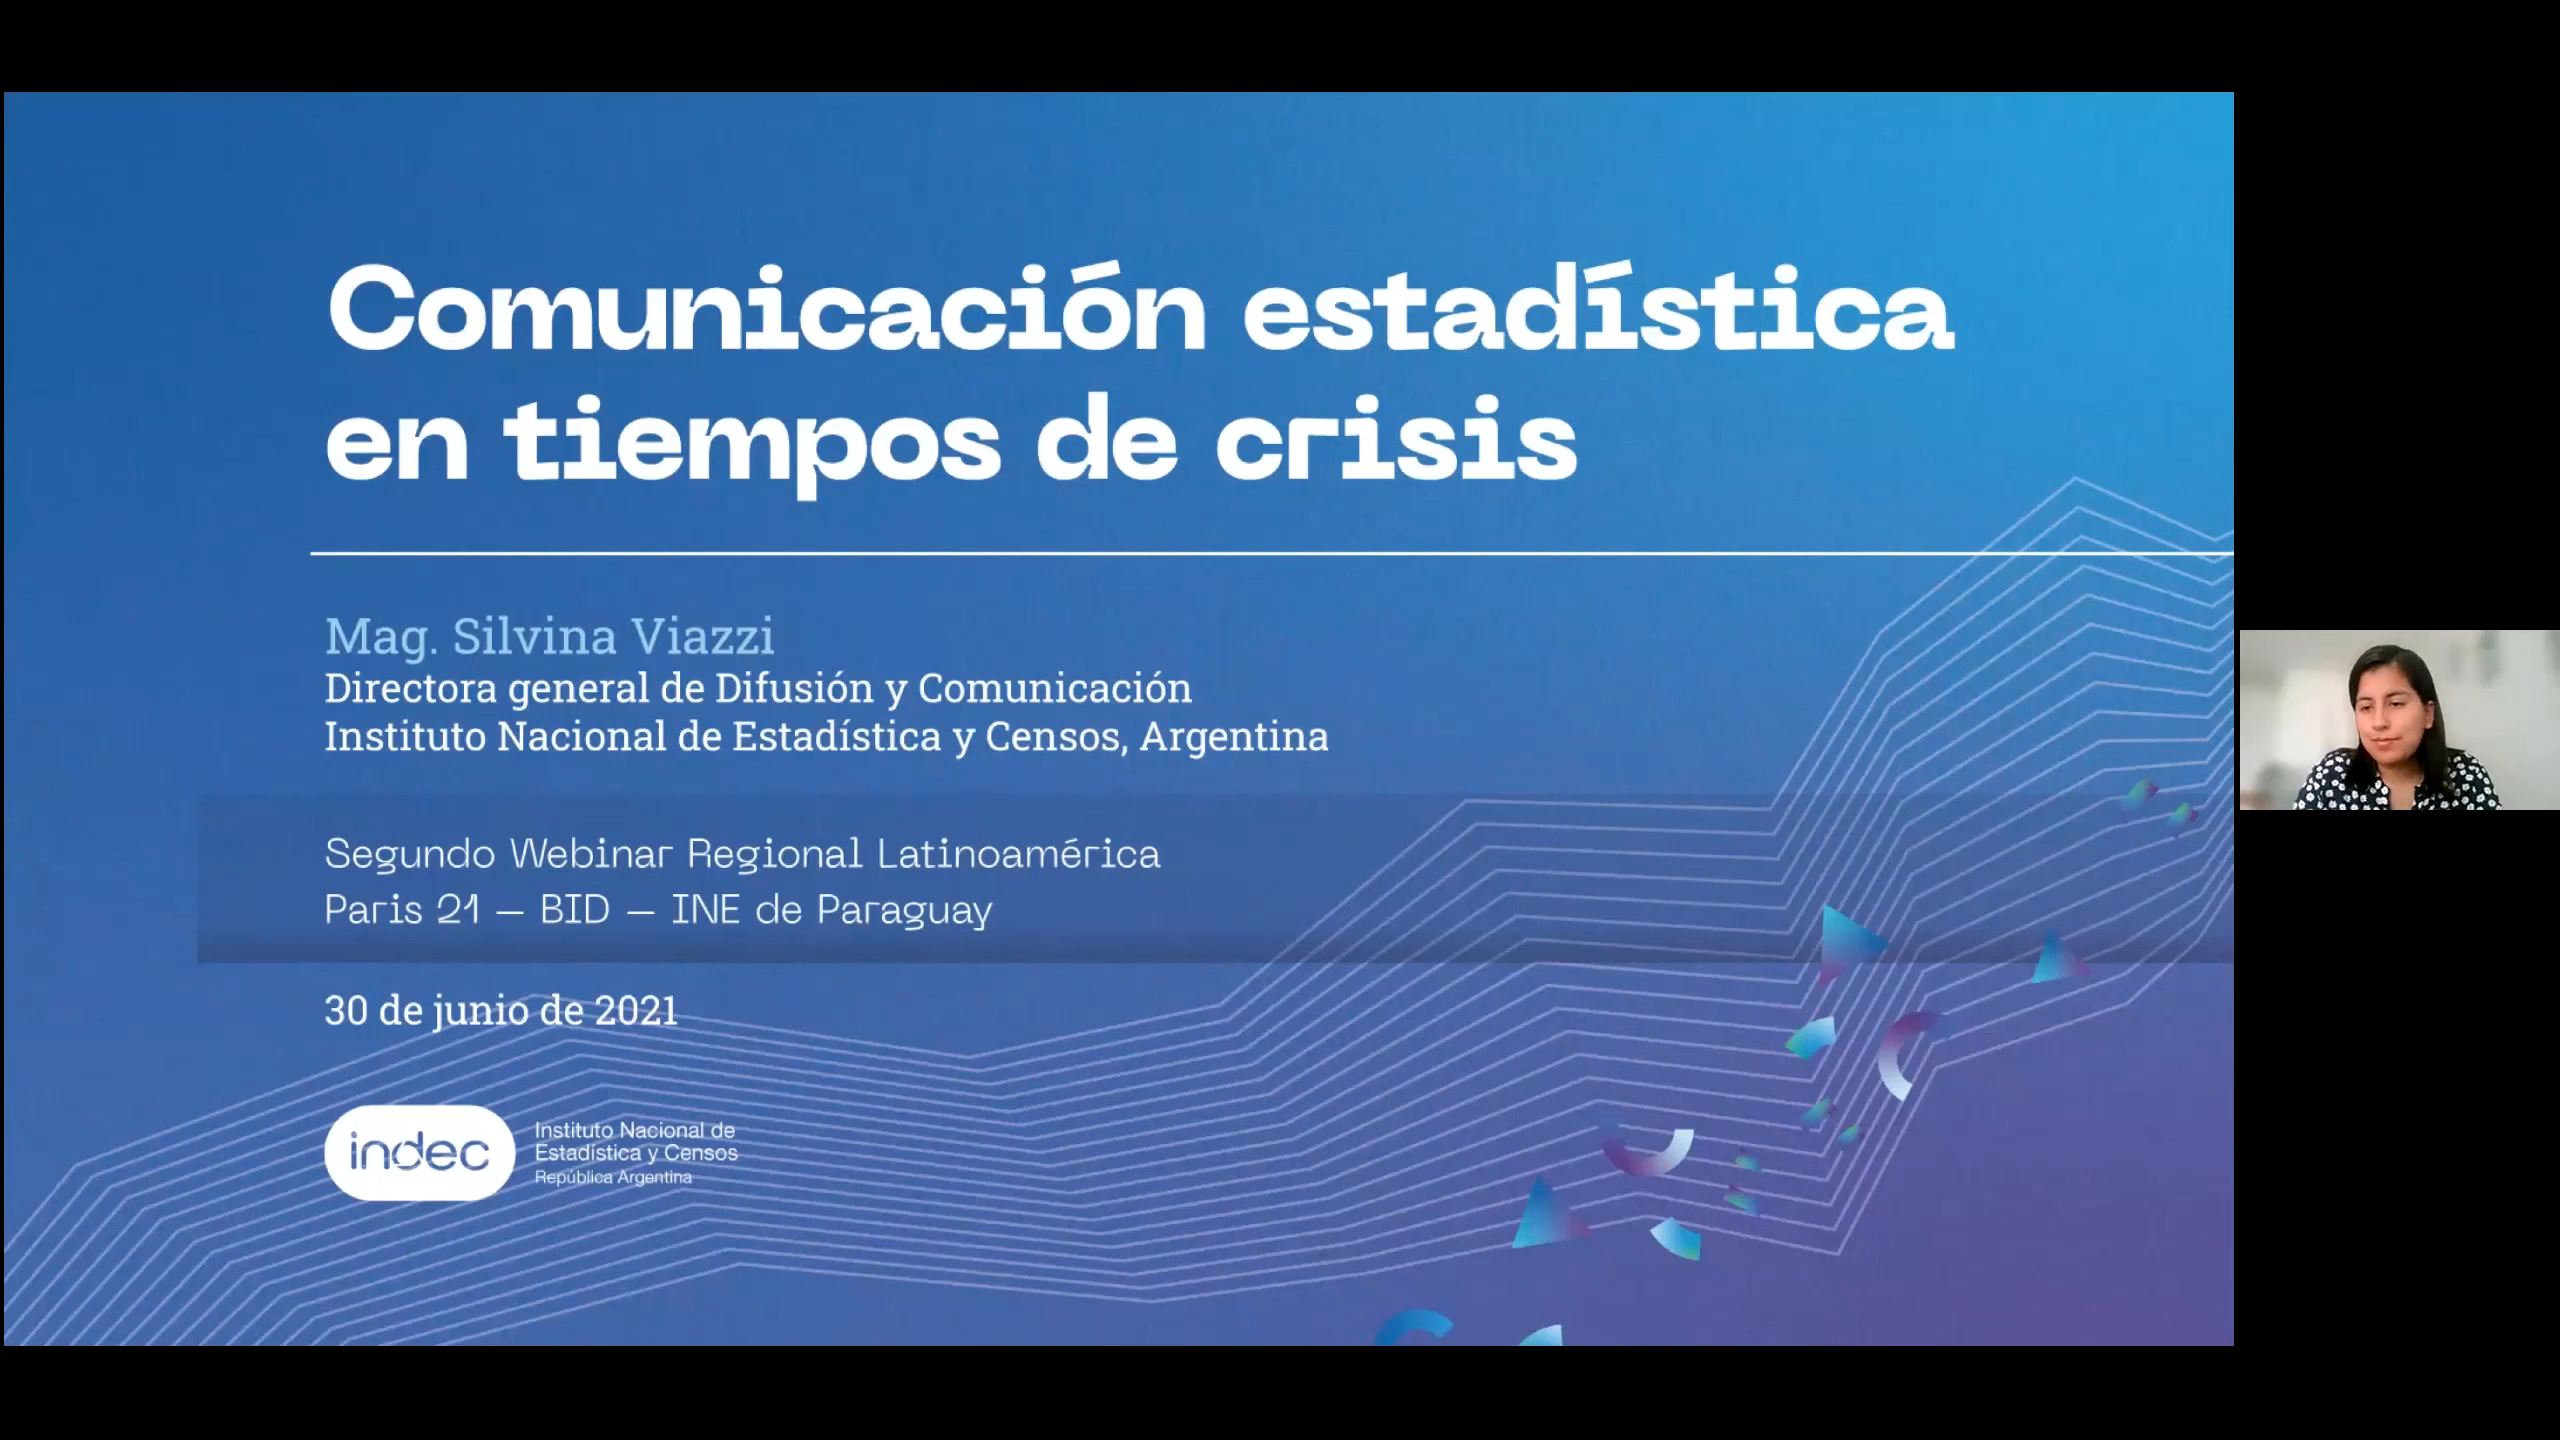 Comunicación estadística
en tiempos de crisis
Mag. Silvina Viazzi
Directora general de Difusión y Comunicación
Instituto Nacional de Estadística y Censos, Argentina
Segundo Webinar Regional Latinoamérica
Paris 21 — BID — INE de Paraguay
30 de junio de 2021
indec
Instituto Nacional de
Estadística y Censos
República Argentina